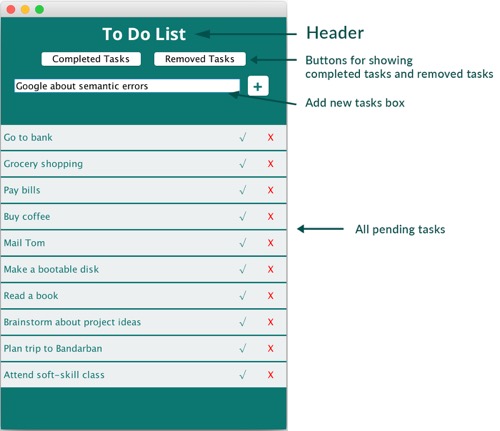 To Do List
Header
Completed Tasks
Removed Tasks
Buttons for showing
completed tasks and removed tasks
Google about semantic errors
+
Add new tasks box
Go to bank √ X
Grocery shopping √ X
Pay bills √ X
Buy coffee √ X
Mail Tom √ X
All pending tasks
Make a bootable disk √ X
Read a book √ X
Brainstorm about project ideas √ X
Plan trip to Bandarban √ X
Attend soft-skill class √ X